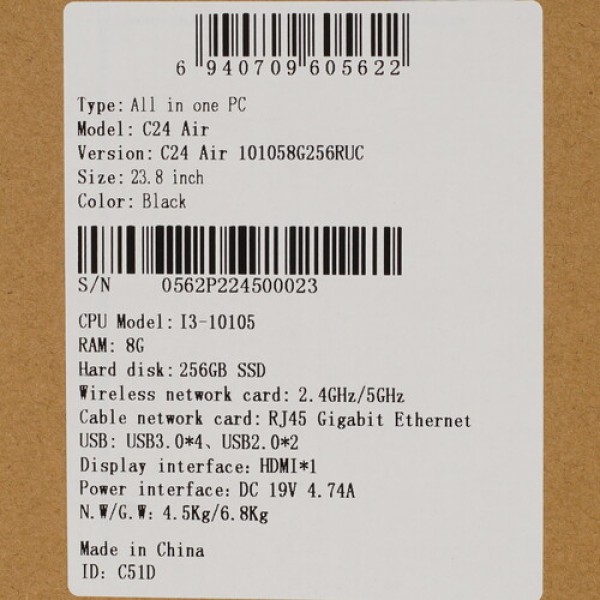 6 940709 605622
Type: All in one PC
Model: C24 Air
Version: C24 Air 101058G256RUC
Size: 23.8 inch
Color: Black
S/N 0562P224500023
CPU Model: I3-10105
RAM: 8G
Hard disk: 256GB SSD
Wireless network card: 2.4GHz/5GHz
Cable network card: RJ45 Gigabit Ethernet
USB: USB3.0*4、USB2.0*2
Display interface: HDMI*1
Power interface: DC 19V 4.74A
N.W/G.W: 4.5Kg/6.8Kg
Made in China
ID: C51D